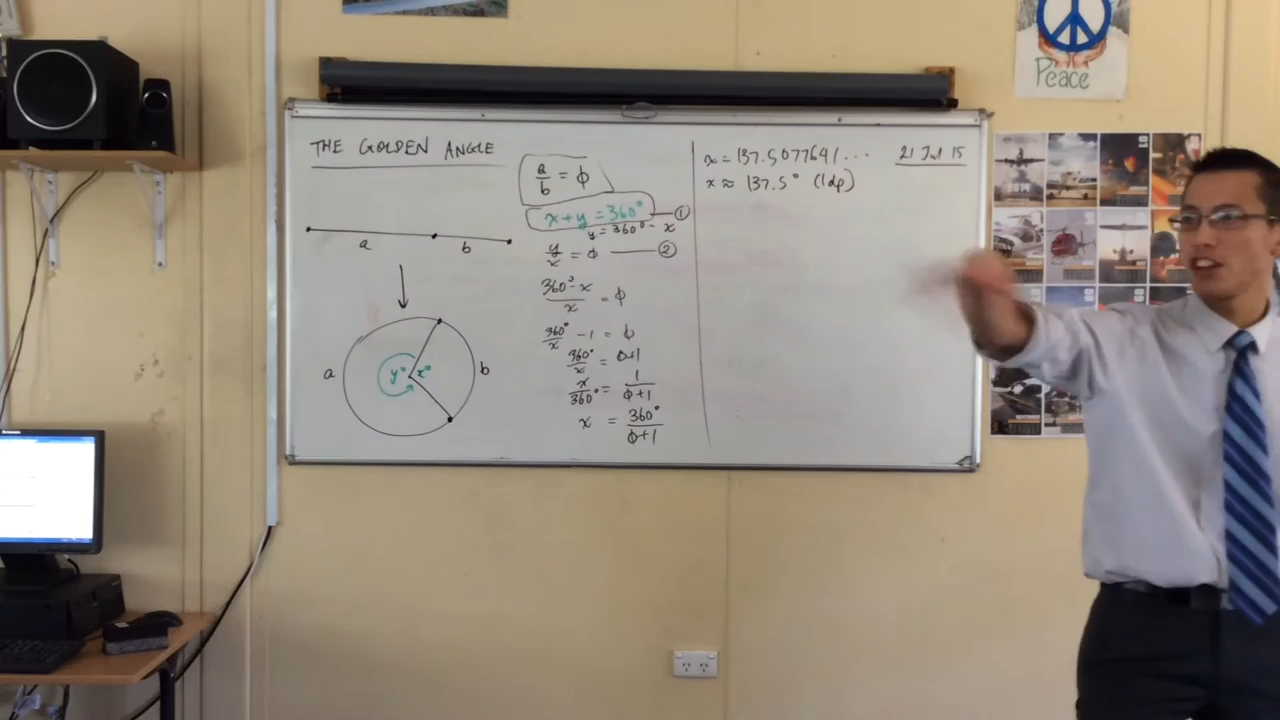 THE GOLDEN ANGLE
a
b
a
b
y°
x°
a/b = φ
x+y = 360° — ①
y = 360° - x
y/x = φ — ②
360° - x/x = φ
360°/x - 1 = φ
360°/x = φ+1
x/360° = 1/φ+1
x = 360°/φ+1
x = 137.5077641...
x ≈ 137.5° (1dp)
21 Jul 15
Peace
2014